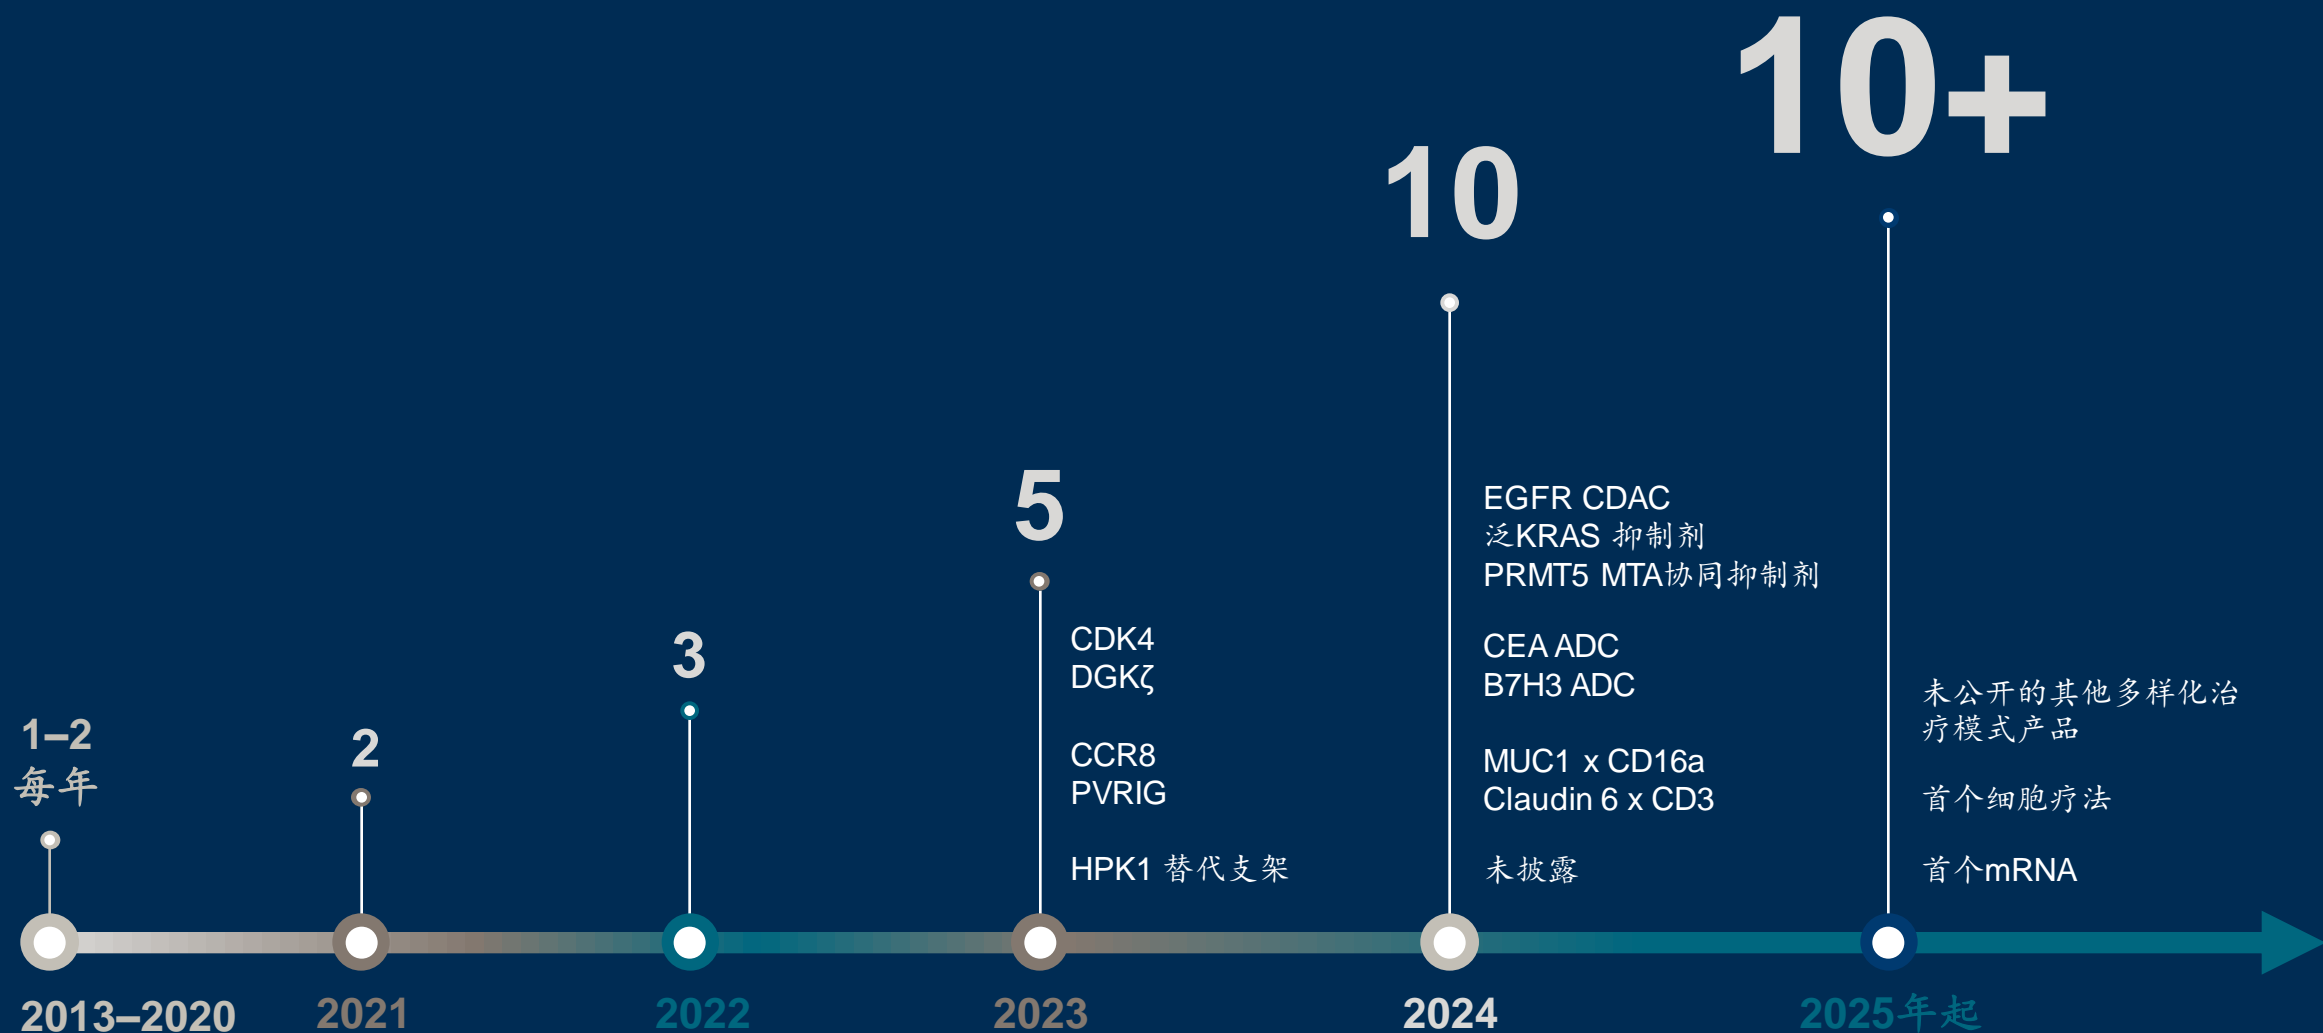 1–2
每年
2013–2020
2
2021
3
2022
5
CDK4
DGKζ
CCR8
PVRIG
HPK1 替代支架
2023
10
EGFR CDAC
泛KRAS 抑制剂
PRMT5 MTA协同抑制剂
CEA ADC
B7H3 ADC
MUC1 x CD16a
Claudin 6 x CD3
未披露
2024
10+
未公开的其他多样化治
疗模式产品
首个细胞疗法
首个mRNA
2025年起